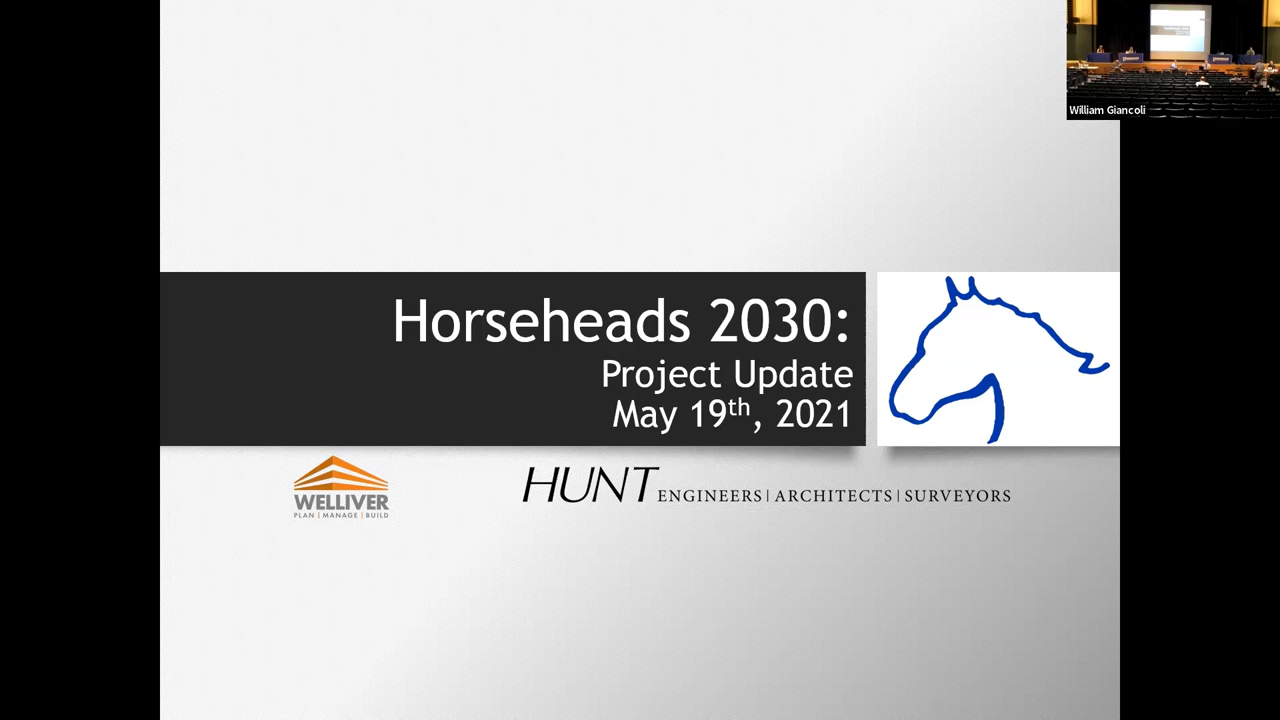 William Giancoli
Horseheads 2030:
Project Update
May 19th, 2021
WELLIVER
PLAN | MANAGE | BUILD
HUNT ENGINEERS | ARCHITECTS | SURVEYORS